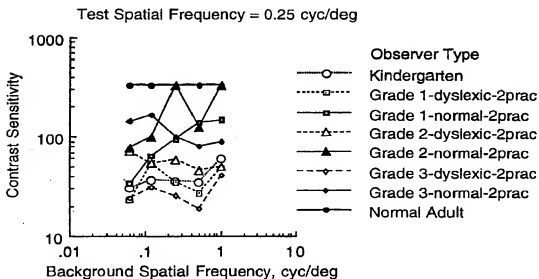 Test Spatial Frequency = 0.25 cyc/deg
1000
100
10
Contrast Sensitivity
.01
.1
1
10
Background Spatial Frequency, cyc/deg
Observer Type
Kindergarten
Grade 1-dyslexic-2prac
Grade 1-normal-2prac
Grade 2-dyslexic-2prac
Grade 2-normal-2prac
Grade 3-dyslexic-2prac
Grade 3-normal-2prac
Normal Adult